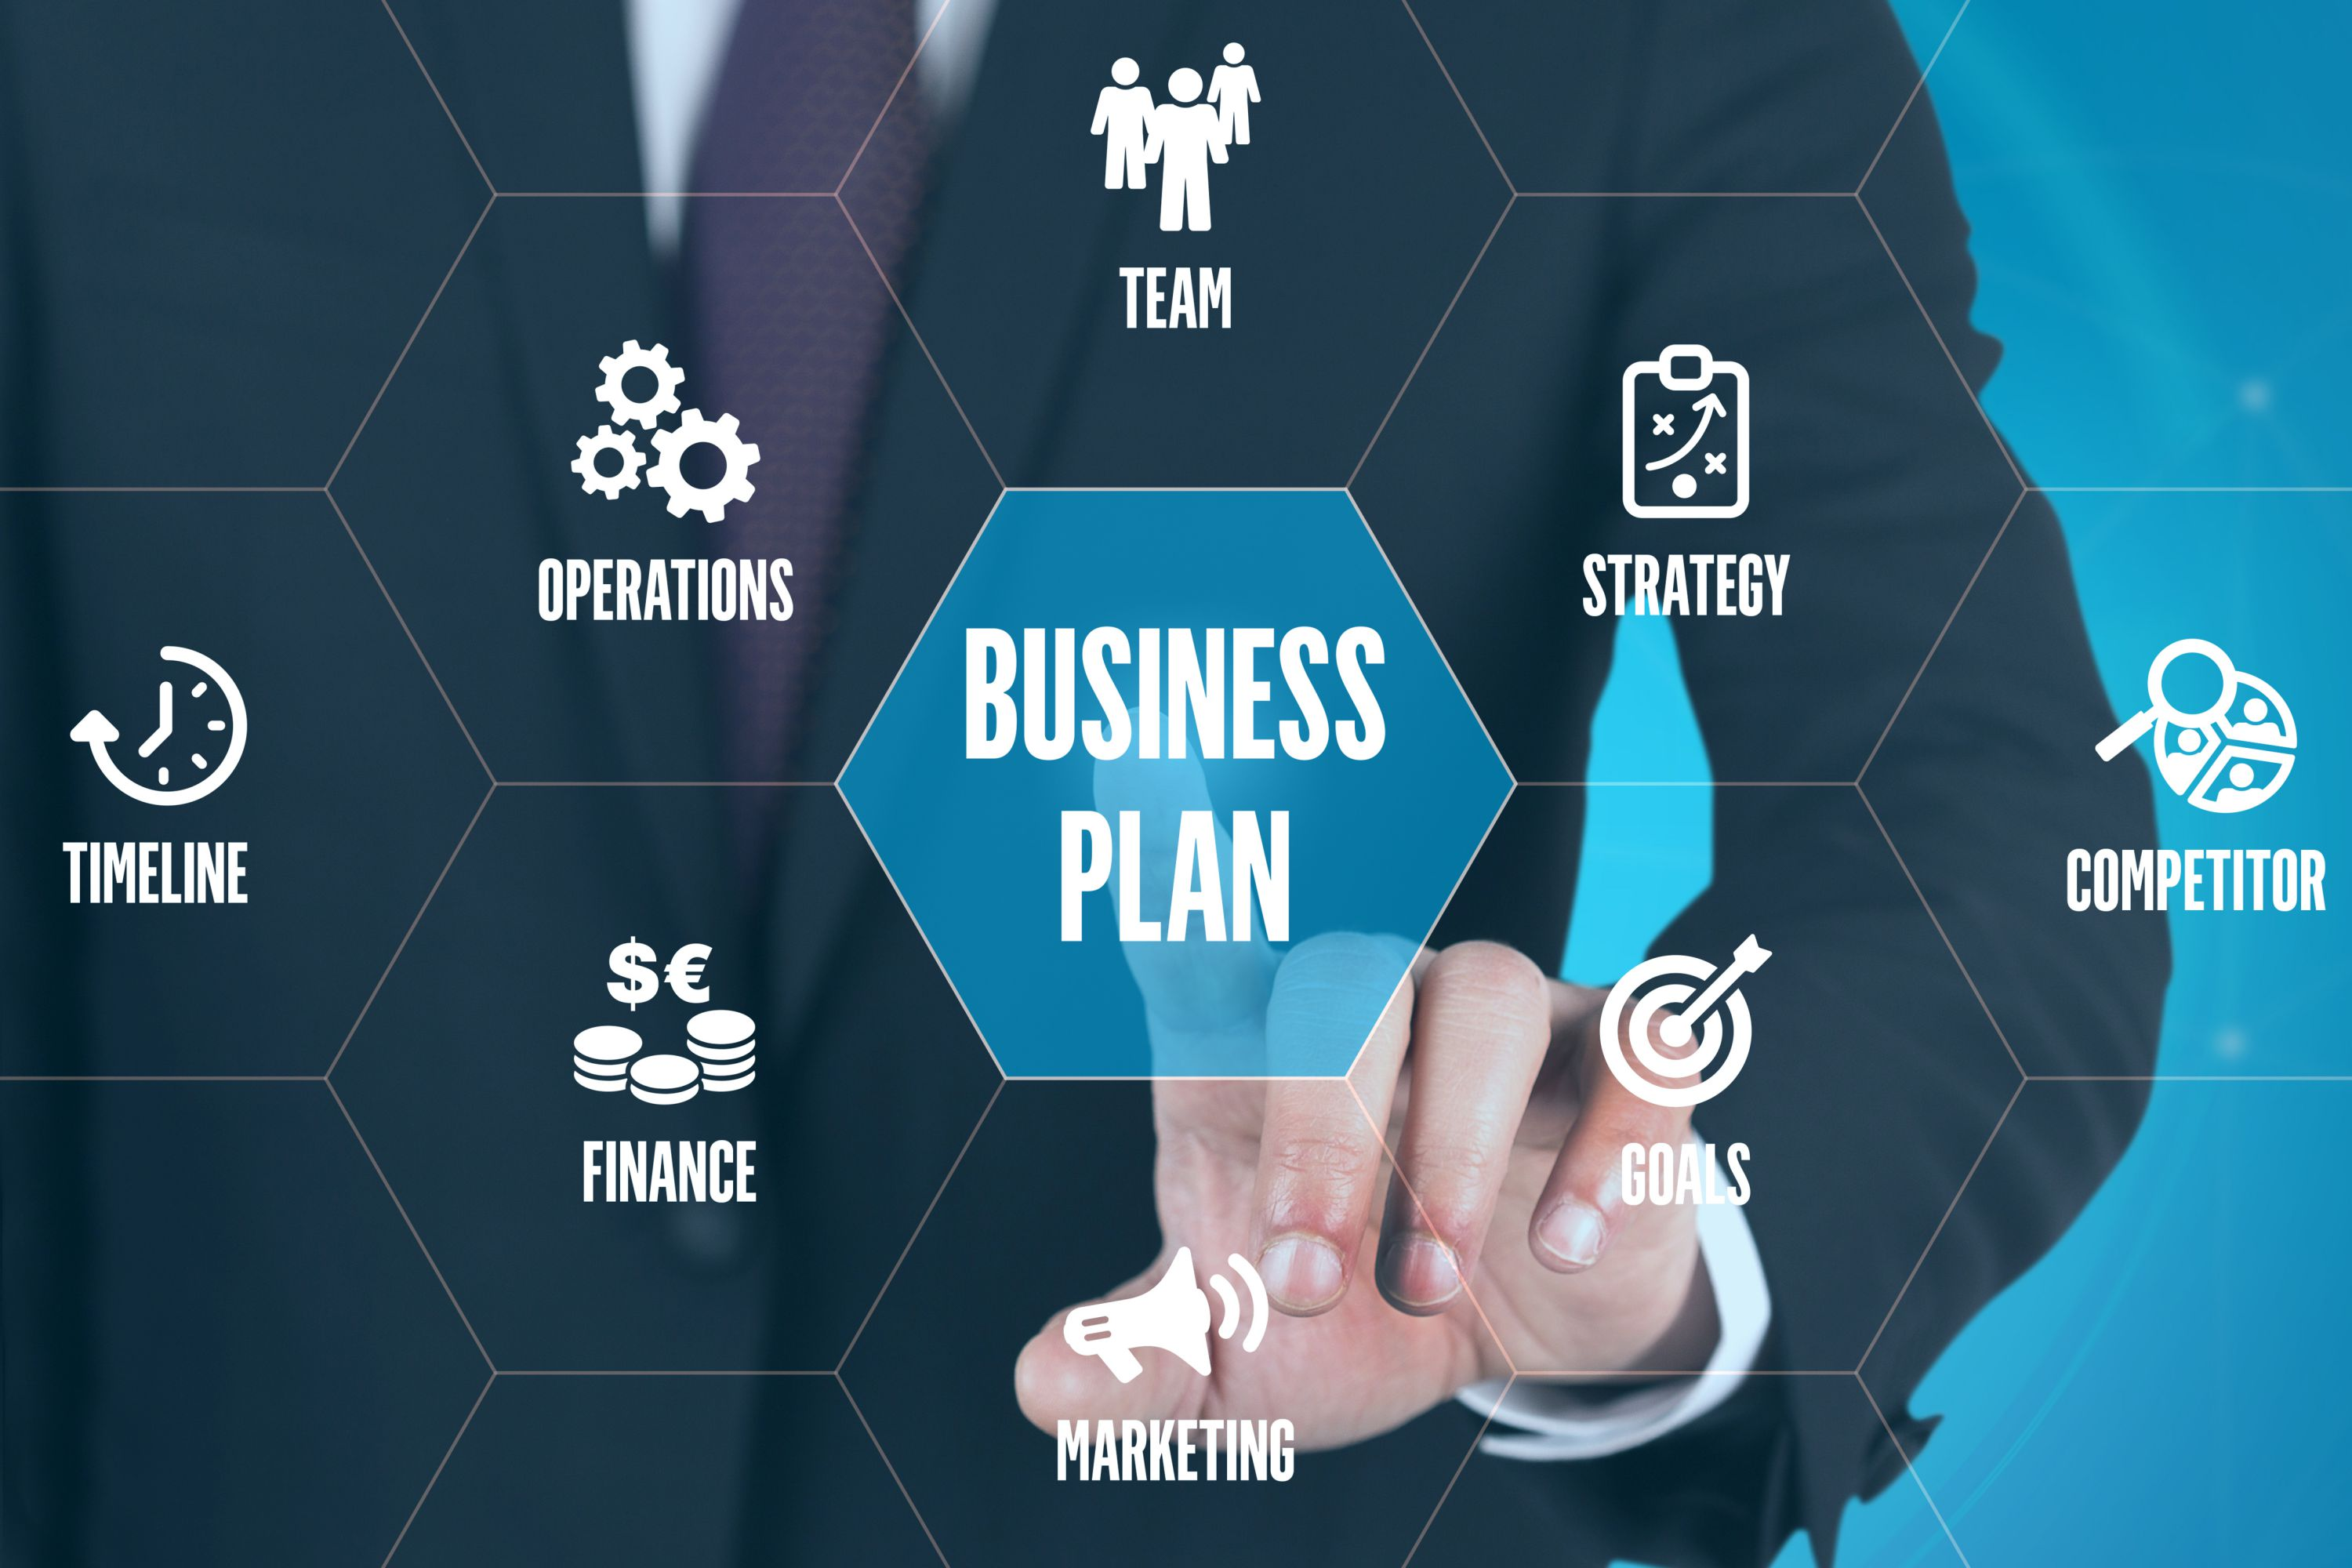 TEAM
OPERATIONS
STRATEGY
BUSINESS
PLAN
TIMELINE
COMPETITOR
$€
FINANCE
GOALS
MARKETING